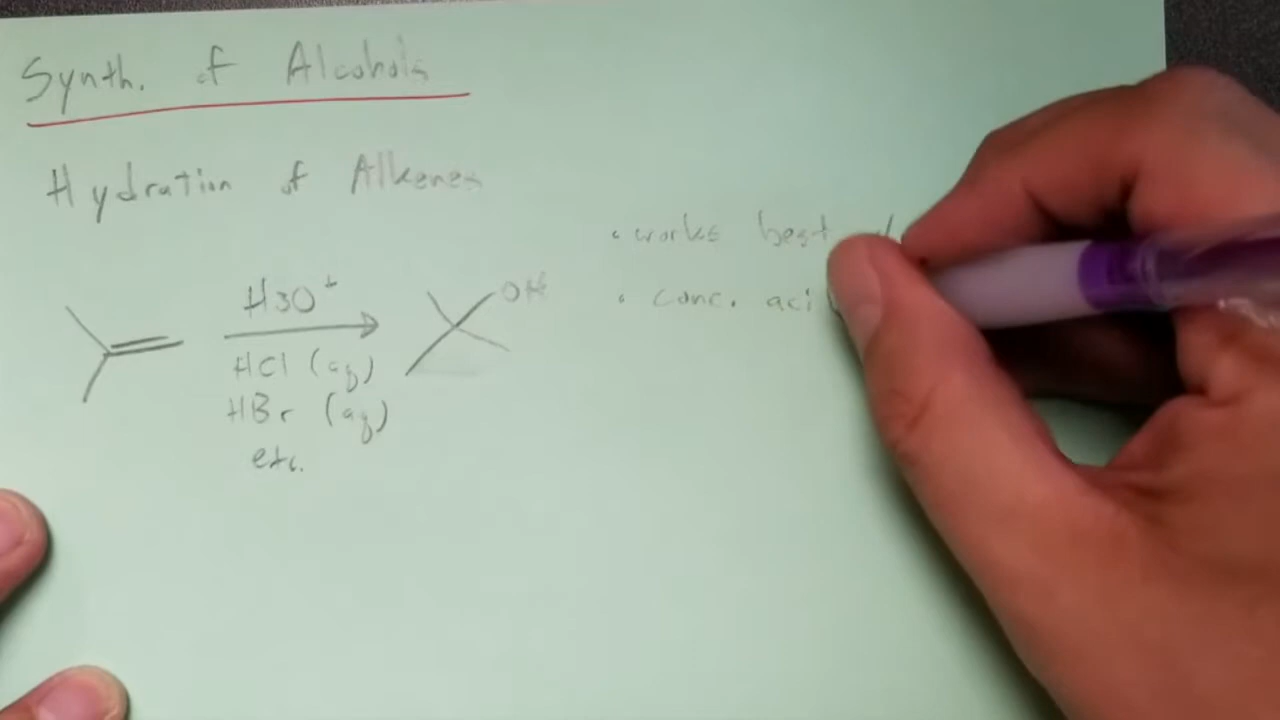 Synth. of Alcohols
Hydration of Alkenes
H3O+
HCl (aq)
HBr (aq)
etc.
OH
• works best
• conc. aci